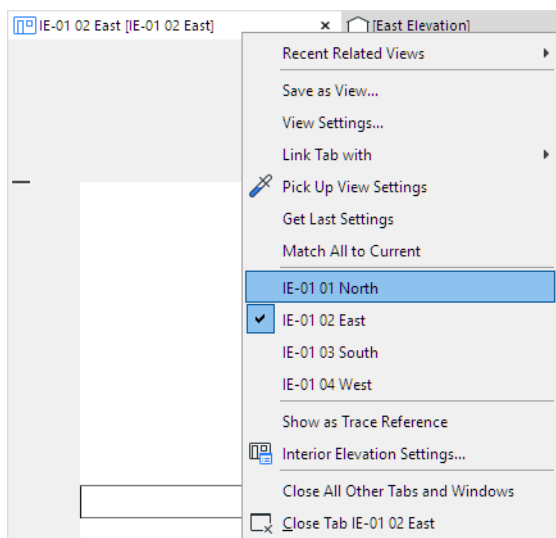 IE-01 02 East [IE-01 02 East]
[East Elevation]
Recent Related Views
Save as View...
View Settings...
Link Tab with
Pick Up View Settings
Get Last Settings
Match All to Current
IE-01 01 North
IE-01 02 East
IE-01 03 South
IE-01 04 West
Show as Trace Reference
Interior Elevation Settings...
Close All Other Tabs and Windows
Close Tab IE-01 02 East